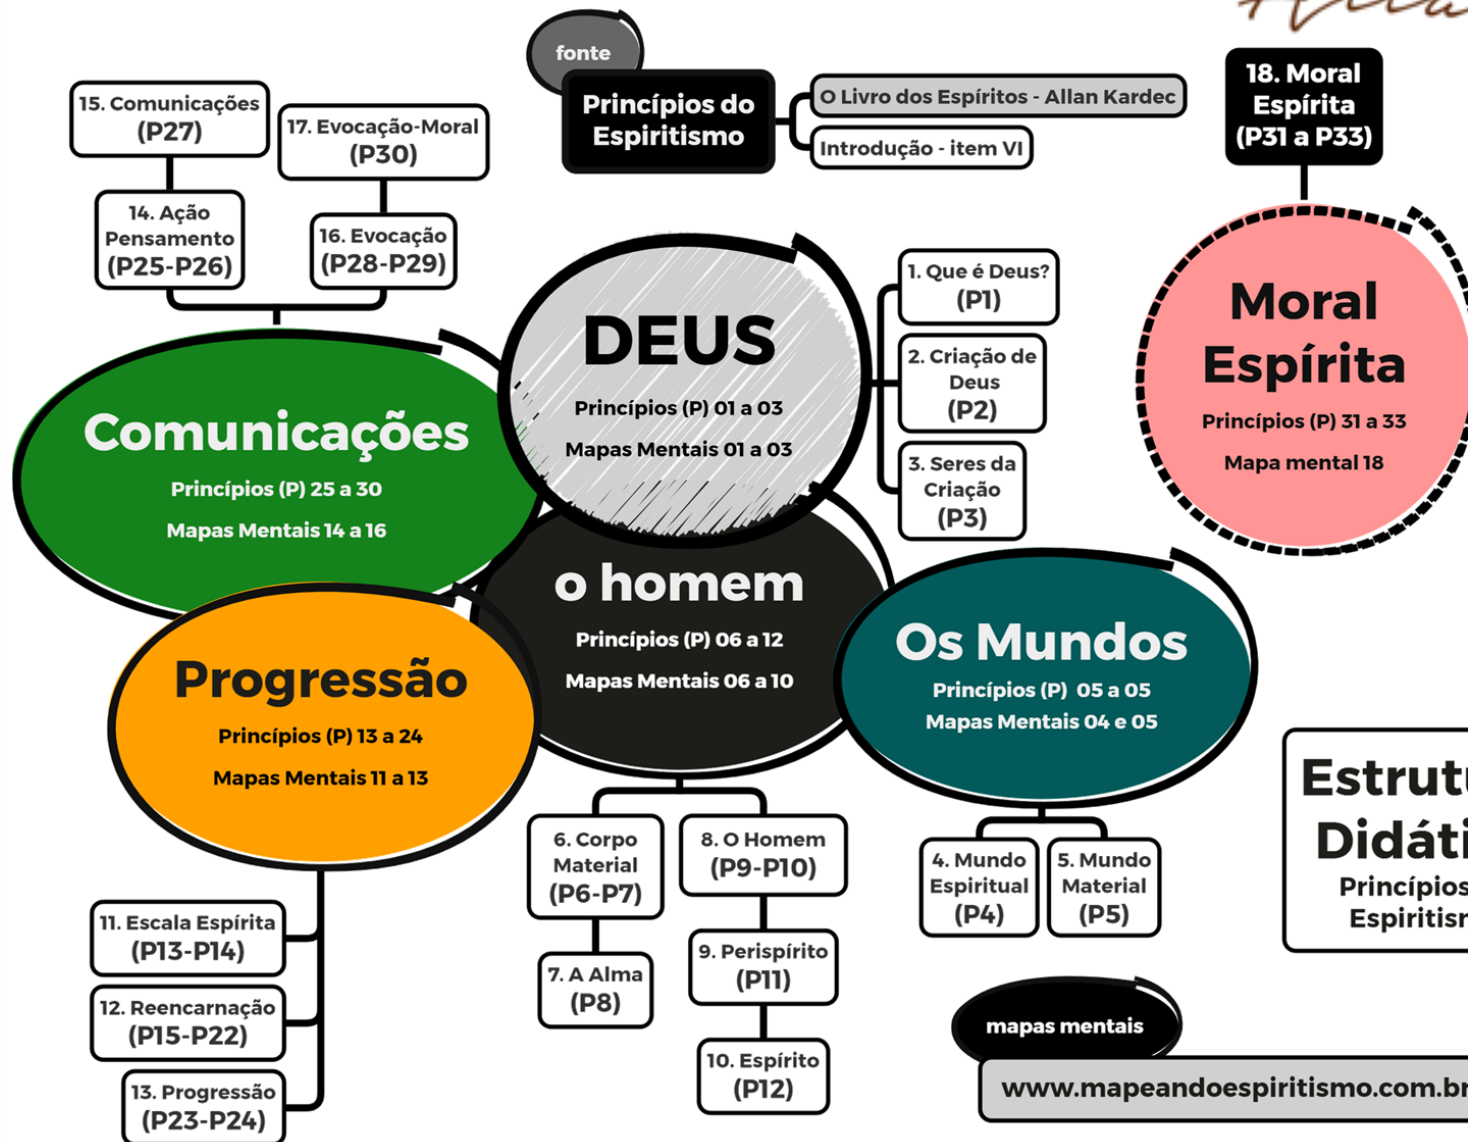 fonte
Princípios do
Espiritismo
O Livro dos Espíritos - Allan Kardec
Introdução - item VI
18. Moral
Espírita
(P31 a P33)
15. Comunicações
(P27)
17. Evocação-Moral
(P30)
14. Ação
Pensamento
(P25-P26)
16. Evocação
(P28-P29)
DEUS
Princípios (P) 01 a 03
Mapas Mentais 01 a 03
1. Que é Deus?
(P1)
2. Criação de
Deus
(P2)
3. Seres da
Criação
(P3)
Moral
Espírita
Princípios (P) 31 a 33
Mapa mental 18
Comunicações
Princípios (P) 25 a 30
Mapas Mentais 14 a 16
o homem
Princípios (P) 06 a 12
Mapas Mentais 06 a 10
Os Mundos
Princípios (P) 05 a 05
Mapas Mentais 04 e 05
Progressão
Princípios (P) 13 a 24
Mapas Mentais 11 a 13
6. Corpo
Material
(P6-P7)
7. A Alma
(P8)
8. O Homem
(P9-P10)
9. Perispírito
(P11)
10. Espírito
(P12)
4. Mundo
Espiritual
(P4)
5. Mundo
Material
(P5)
11. Escala Espírita
(P13-P14)
12. Reencarnação
(P15-P22)
13. Progressão
(P23-P24)
Didáti
Princípios
Espiritis
mapas mentais
www.mapeandoespiritismo.com.br